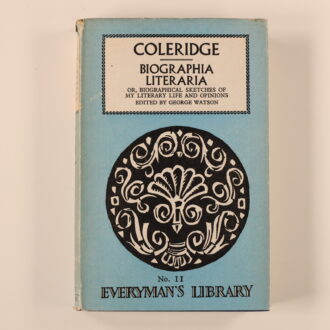 COLERIDGE
BIOGRAPHIA
LITERARIA
OR, BIOGRAPHICAL SKETCHES OF
MY LITERARY LIFE AND OPINIONS
EDITED BY GEORGE WATSON
No. 11
EVERYMAN'S LIBRARY